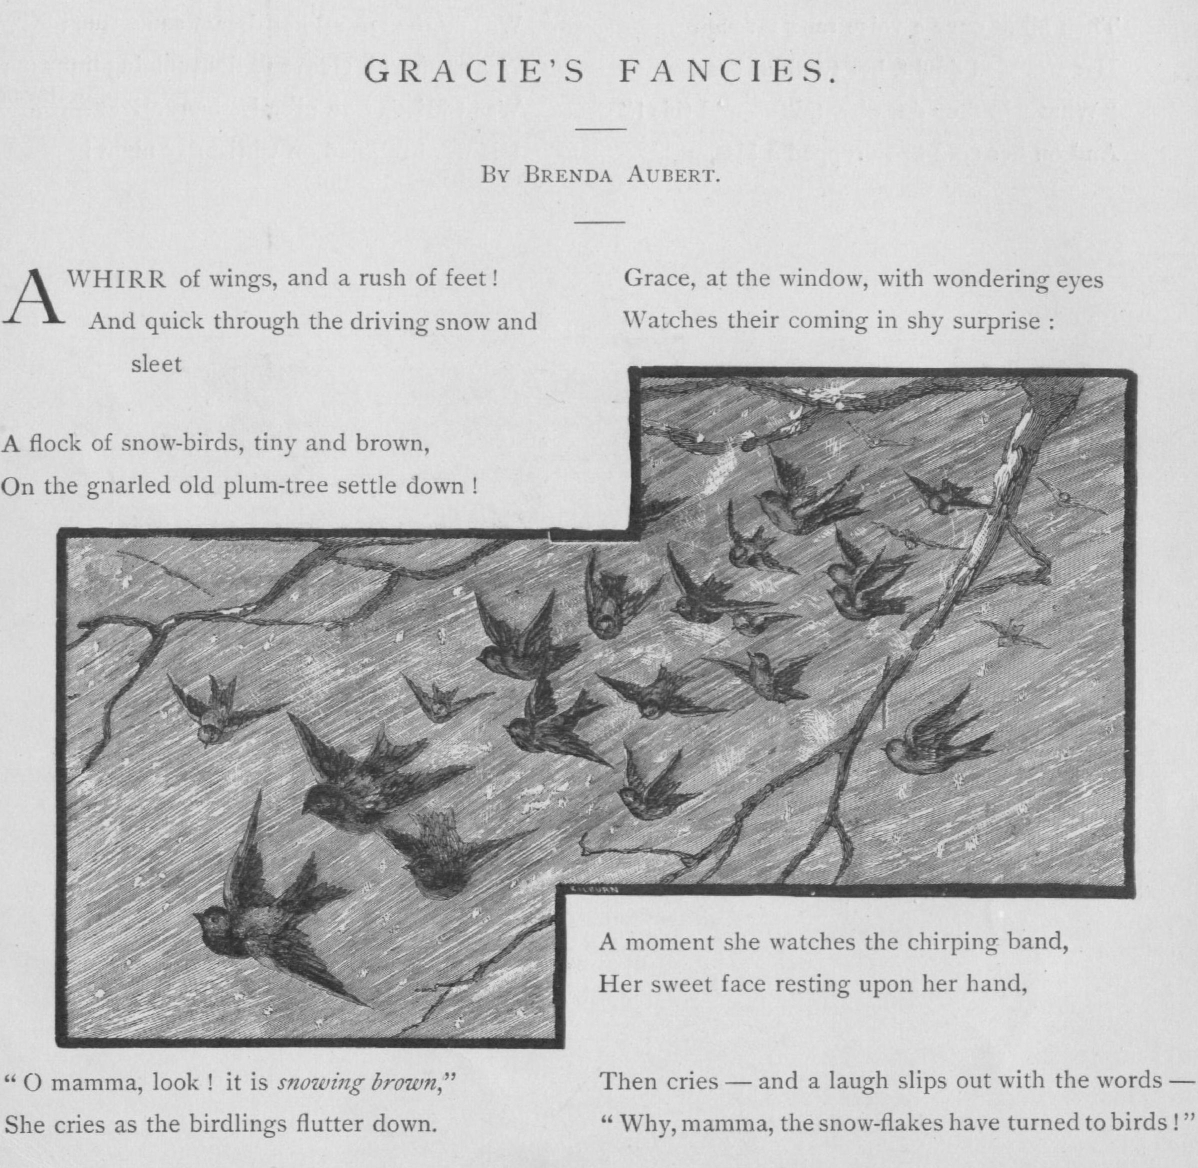 GRACIE'S FANCIES.
BY BRENDA AUBERT.
A WHIRR of wings, and a rush of feet!
And quick through the driving snow and
sleet
A flock of snow-birds, tiny and brown,
On the gnarled old plum-tree settle down!
Grace, at the window, with wondering eyes
Watches their coming in shy surprise:
KILBURN
“O mamma, look! it is snowing brown,”
She cries as the birdlings flutter down.
A moment she watches the chirping band,
Her sweet face resting upon her hand,
Then cries — and a laugh slips out with the words —
“Why, mamma, the snow-flakes have turned to birds!”